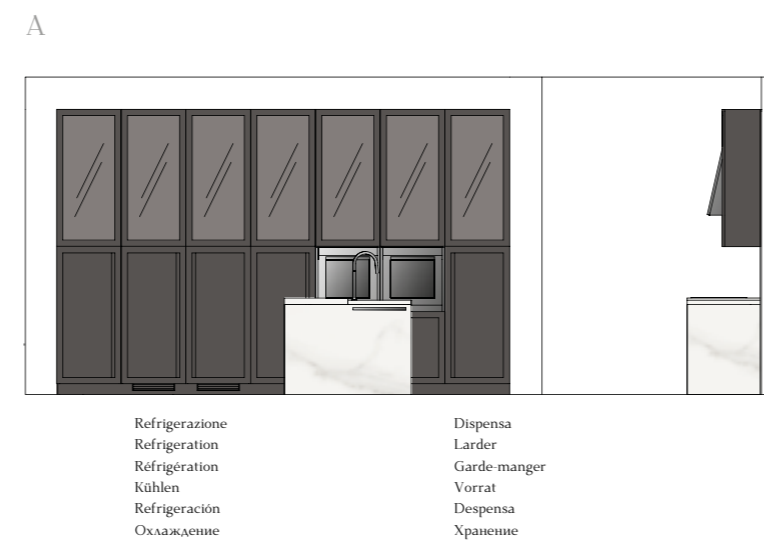 A
Refrigerazione
Refrigeration
Réfrigération
Kühlen
Refrigeración
Охлаждение
Dispensa
Larder
Garde-manger
Vorrat
Despensa
Хранение